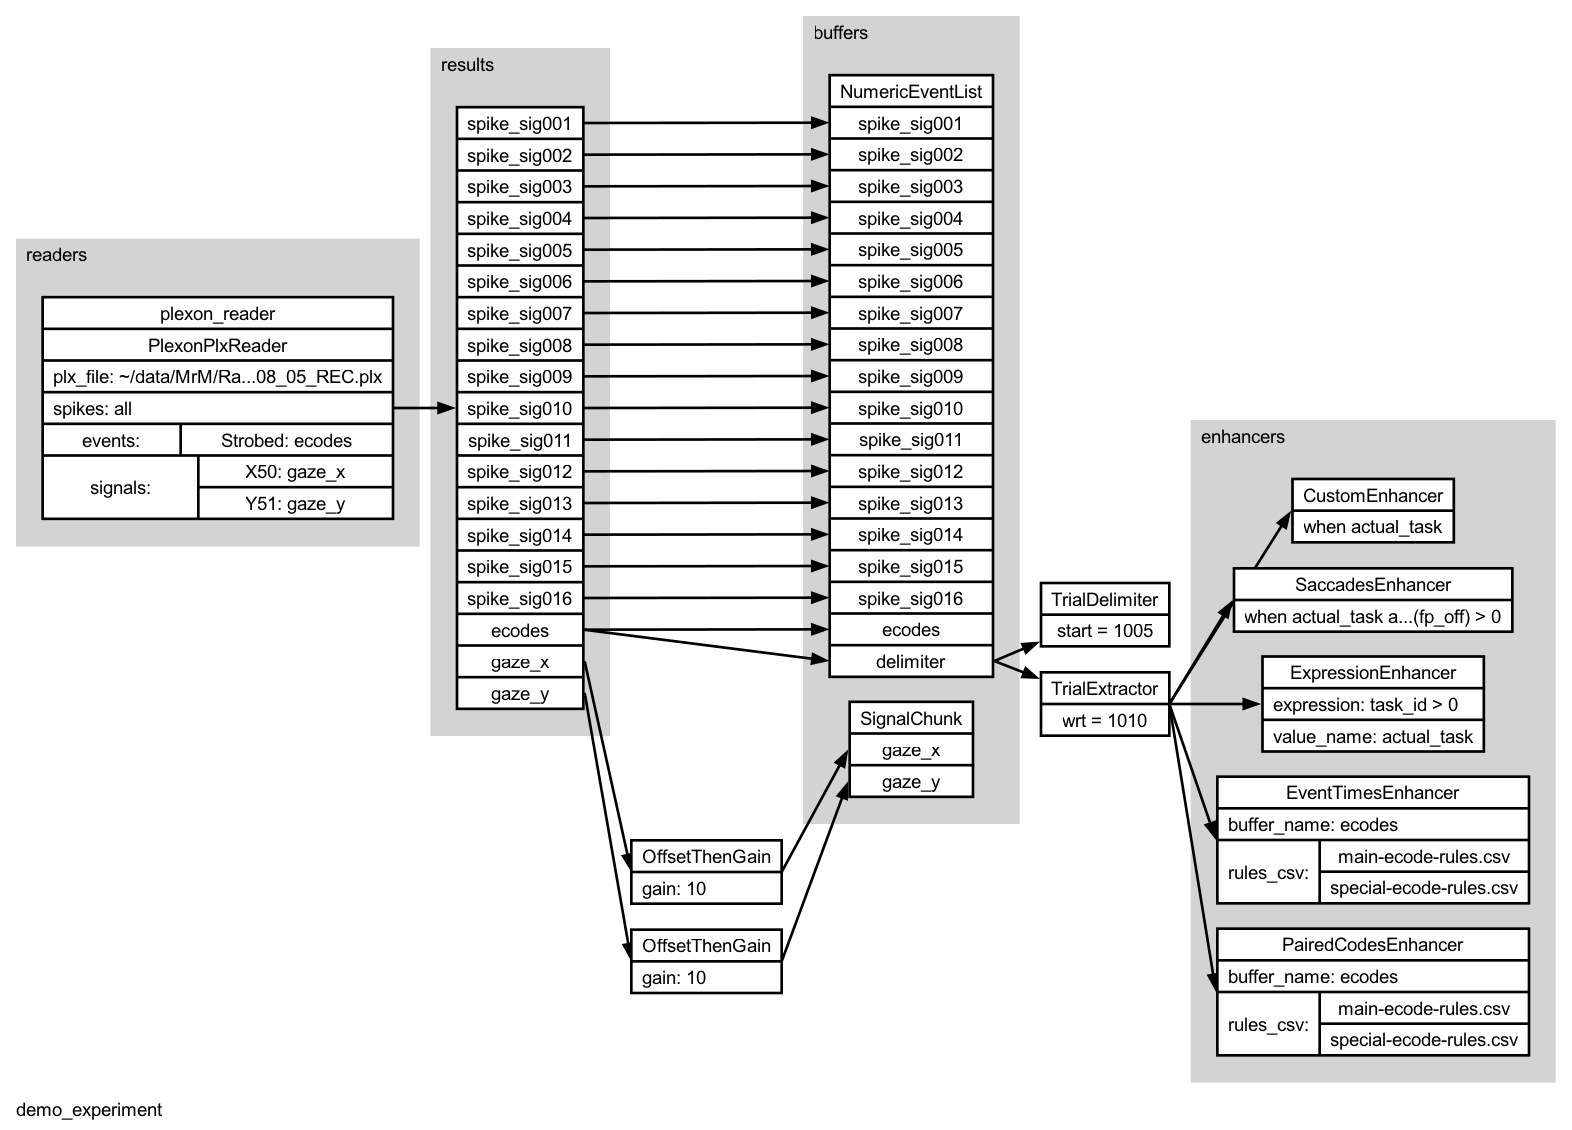 readers
plexon_reader
PlexonPlxReader
plx_file: ~/data/MrM/Ra...08_05_REC.plx
spikes: all
events: Strobed: ecodes
signals:
X50: gaze_x
Y51: gaze_y
results
spike_sig001
spike_sig002
spike_sig003
spike_sig004
spike_sig005
spike_sig006
spike_sig007
spike_sig008
spike_sig009
spike_sig010
spike_sig011
spike_sig012
spike_sig013
spike_sig014
spike_sig015
spike_sig016
ecodes
gaze_x
gaze_y
OffsetThenGain
gain: 10
OffsetThenGain
gain: 10
buffers
NumericEventList
spike_sig001
spike_sig002
spike_sig003
spike_sig004
spike_sig005
spike_sig006
spike_sig007
spike_sig008
spike_sig009
spike_sig010
spike_sig011
spike_sig012
spike_sig013
spike_sig014
spike_sig015
spike_sig016
ecodes
delimiter
SignalChunk
gaze_x
gaze_y
TrialDelimiter
start = 1005
TrialExtractor
wrt = 1010
enhancers
CustomEnhancer
when actual_task
SaccadesEnhancer
when actual_task a...(fp_off) > 0
ExpressionEnhancer
expression: task_id > 0
value_name: actual_task
EventTimesEnhancer
buffer_name: ecodes
rules_csv:
main-ecode-rules.csv
special-ecode-rules.csv
PairedCodesEnhancer
buffer_name: ecodes
rules_csv:
main-ecode-rules.csv
special-ecode-rules.csv
demo_experiment